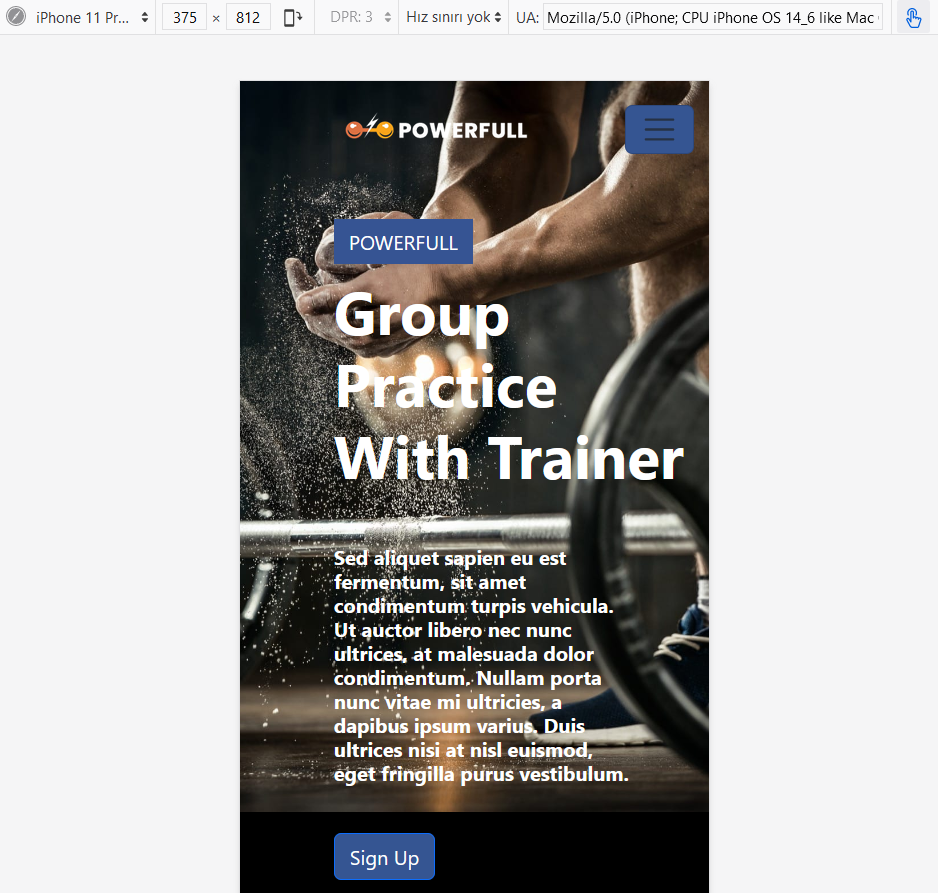 iPhone 11 Pr...
375 × 812
DPR: 3
Hız sınırı yok
UA: Mozilla/5.0 (iPhone; CPU iPhone OS 14_6 like Mac
POWERFULL
POWERFULL
Group
Practice
With Trainer
Sed aliquet sapien eu est
fermentum, sit amet
condimentum turpis vehicula.
Ut auctor libero nec nunc
ultrices, at malesuada dolor
condimentum. Nullam porta
nunc vitae mi ultricies, a
dapibus ipsum varius. Duis
ultrices nisi at nisl euismod,
eget fringilla purus vestibulum.
Sign Up